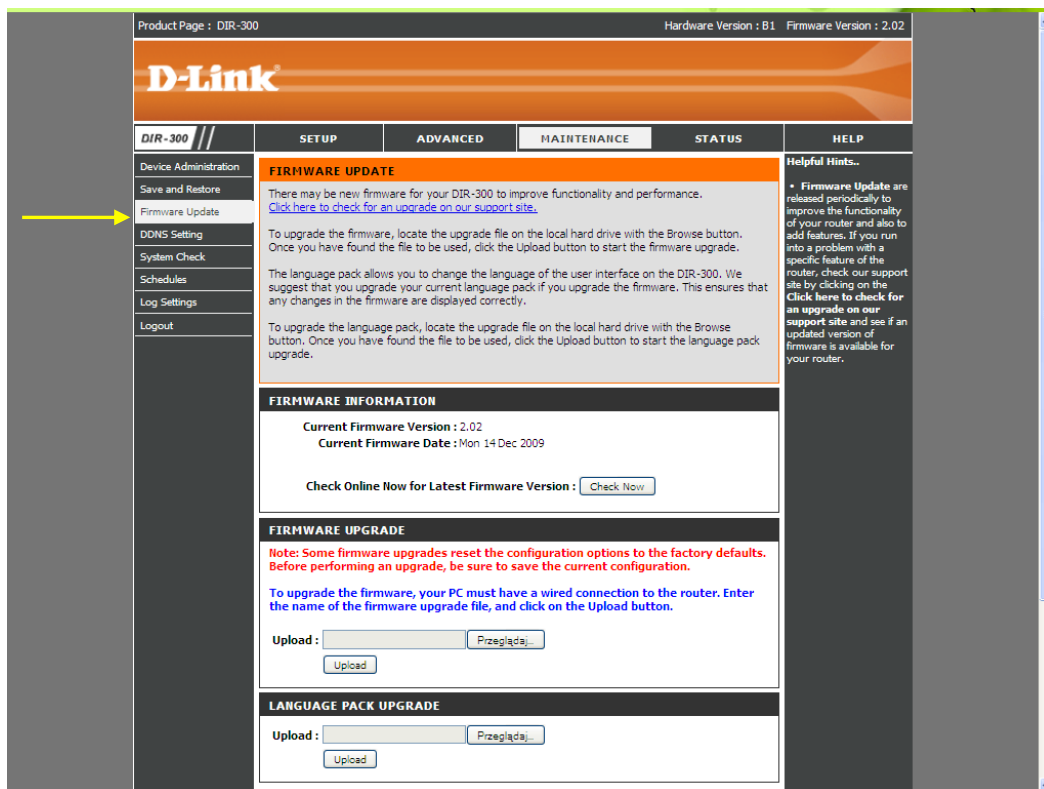 Product Page : DIR-300
Hardware Version : B1 Firmware Version : 2.02
D-Link
DIR-300
SETUP
ADVANCED
MAINTENANCE
STATUS
HELP
Device Administration
Save and Restore
Firmware Update
DDNS Setting
System Check
Schedules
Log Settings
Logout
FIRMWARE UPDATE
There may be new firmware for your DIR-300 to improve functionality and performance.
Click here to check for an upgrade on our support site.
To upgrade the firmware, locate the upgrade file on the local hard drive with the Browse button.
Once you have found the file to be used, click the Upload button to start the firmware upgrade.
The language pack allows you to change the language of the user interface on the DIR-300. We
suggest that you upgrade your current language pack if you upgrade the firmware. This ensures that
any changes in the firmware are displayed correctly.
To upgrade the language pack, locate the upgrade file on the local hard drive with the Browse
button. Once you have found the file to be used, click the Upload button to start the language pack
upgrade.
FIRMWARE INFORMATION
Current Firmware Version : 2.02
Current Firmware Date : Mon 14 Dec 2009
Check Online Now for Latest Firmware Version : Check Now
FIRMWARE UPGRADE
Note: Some firmware upgrades reset the configuration options to the factory defaults.
Before performing an upgrade, be sure to save the current configuration.
To upgrade the firmware, your PC must have a wired connection to the router. Enter
the name of the firmware upgrade file, and click on the Upload button.
Upload : Przeglądaj...
Upload
LANGUAGE PACK UPGRADE
Upload : Przeglądaj...
Upload
Helpful Hints..
• Firmware Update are
released periodically to
improve the functionality
of your router and also to
add features. If you run
into a problem with a
specific feature of the
router, check our support
site by clicking on the
Click here to check for
an upgrade on our
support site and see if an
updated version of
firmware is available for
your router.